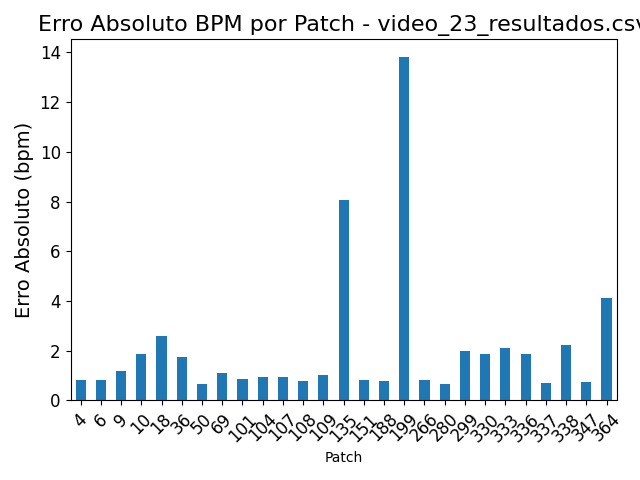 Erro Absoluto BPM por Patch - video_23_resultados.csv
14
12
10
8
6
4
2
0
Erro Absoluto (bpm)
4 6 9 10 18 36 50 69 101 104 107 108 109 135 151 188 199 266 280 299 330 333 336 337 338 347 364
Patch